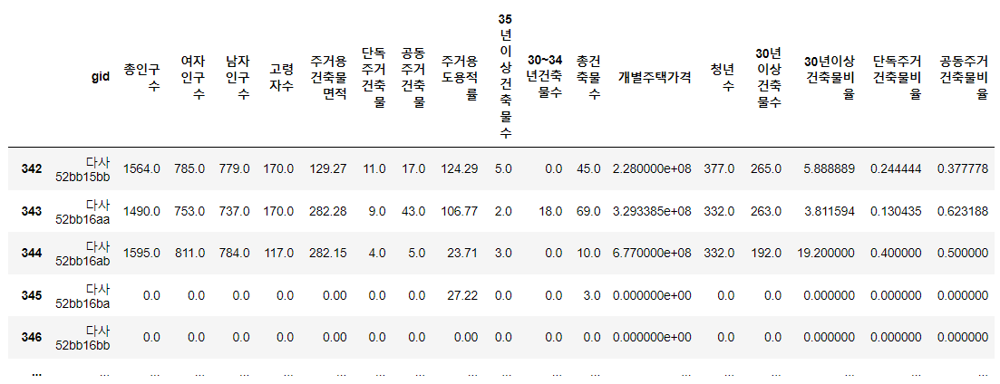 gid 총인구수 여자인구수 남자인구수 고령자수 주거용건축물면적 단독주거건축물 공동주거건축물 주거용도용적률 35년이상건축물수 30~34년건축물수 총건축물수 개별주택가격 청년수 30년이상건축물수 30년이상건축물비율 단독주거건축물비율 공동주거건축물비율
342 다사52bb15bb 1564.0 785.0 779.0 170.0 129.27 11.0 17.0 124.29 5.0 0.0 45.0 2.280000e+08 377.0 265.0 5.888889 0.244444 0.377778
343 다사52bb16aa 1490.0 753.0 737.0 170.0 282.28 9.0 43.0 106.77 2.0 18.0 69.0 3.293385e+08 332.0 263.0 3.811594 0.130435 0.623188
344 다사52bb16ab 1595.0 811.0 784.0 117.0 282.15 4.0 5.0 23.71 3.0 0.0 10.0 6.770000e+08 332.0 192.0 19.200000 0.400000 0.500000
345 다사52bb16ba 0.0 0.0 0.0 0.0 0.00 0.0 0.0 27.22 0.0 0.0 3.0 0.000000e+00 0.0 0.0 0.000000 0.000000 0.000000
346 다사52bb16bb 0.0 0.0 0.0 0.0 0.00 0.0 0.0 0.00 0.0 0.0 0.0 0.000000e+00 0.0 0.0 0.000000 0.000000 0.000000
... ... ... ... ... ... ... ... ... ... ... ... ... ... ... ... ... ... ...